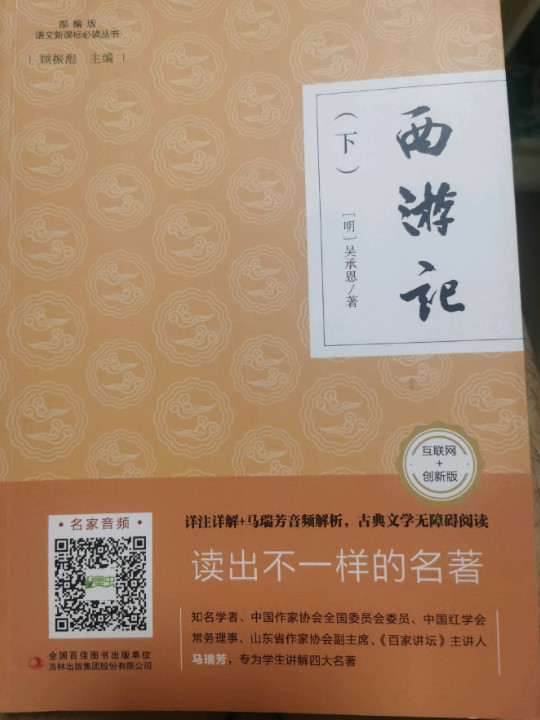 部编版
语文新课标必读丛书
[ 顾振彪 主编 ]
西游记
（下）
[明]吴承恩/著
互联网
+
创新版
·名家音频·
详注详解+马瑞芳音频解析，古典文学无障碍阅读
读出不一样的名著
知名学者、中国作家协会全国委员会委员、中国红学会
常务理事、山东省作家协会副主席、《百家讲坛》主讲人
马瑞芳，专为学生讲解四大名著
全国百佳图书出版单位
吉林出版集团股份有限公司